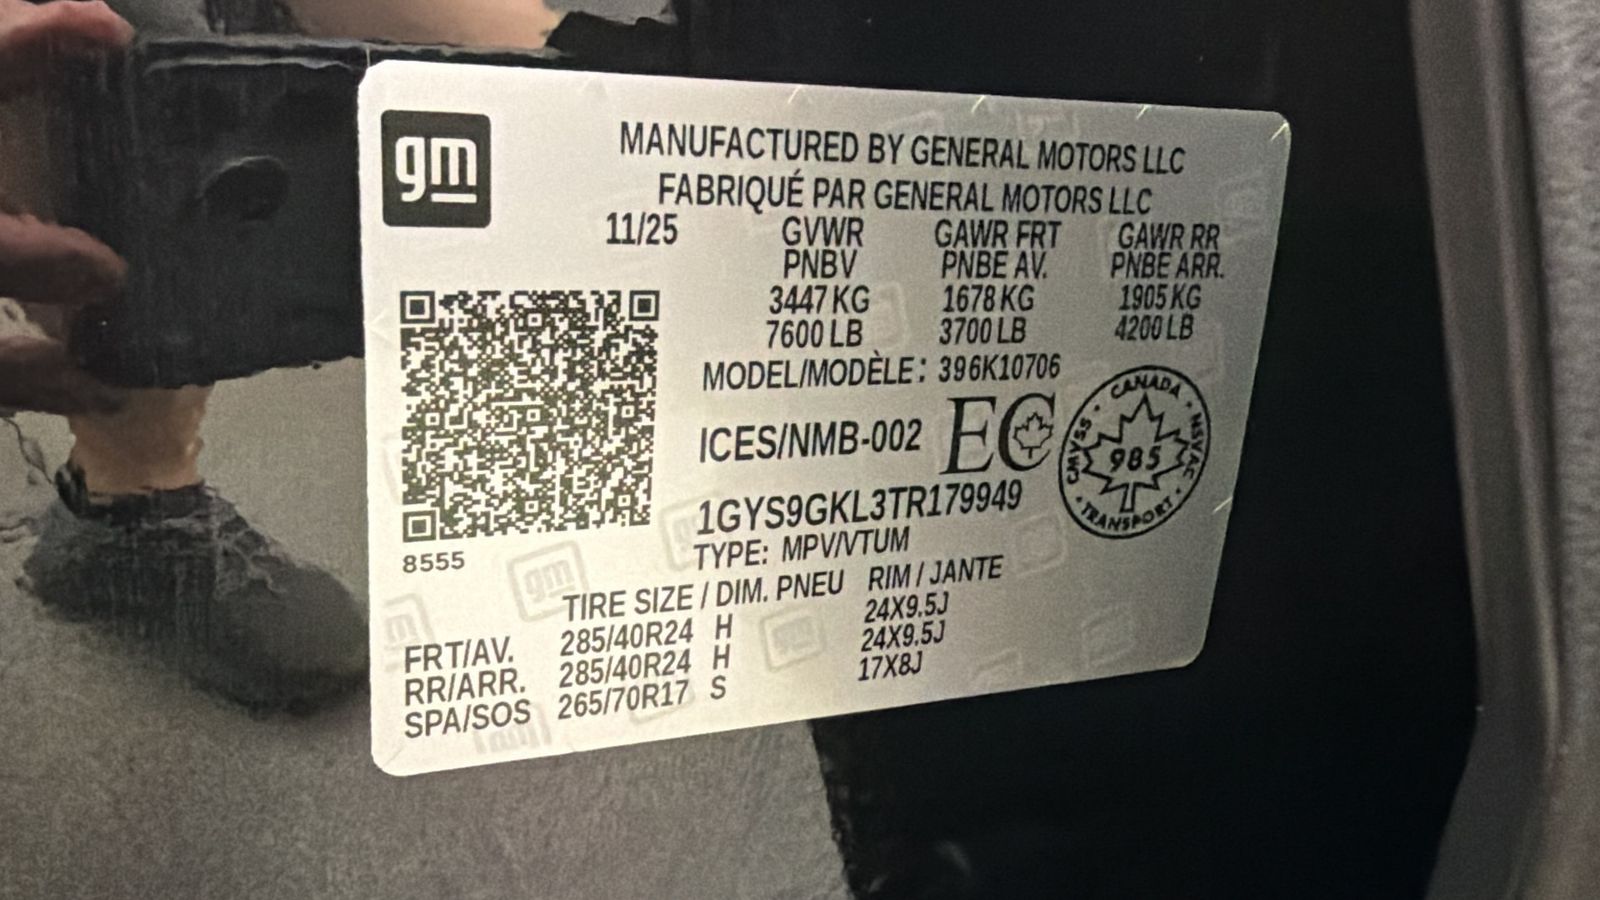 gm
MANUFACTURED BY GENERAL MOTORS LLC
FABRIQUÉ PAR GENERAL MOTORS LLC
11/25 GVWR GAWR FRT GAWR RR
PNBV PNBE AV. PNBE ARR.
3447 KG 1678 KG 1905 KG
7600 LB 3700 LB 4200 LB
MODEL/MODÈLE: 396K10706
ICES/NMB-002 EC
CANADA · NSVAC · TRANSPORT · CMVSS ·
985
1GYS9GKL3TR179949
8555
TYPE: MPV/VTUM
TIRE SIZE / DIM. PNEU RIM / JANTE
FRT/AV. 285/40R24 H 24X9.5J
RR/ARR. 285/40R24 H 24X9.5J
SPA/SOS 265/70R17 S 17X8J